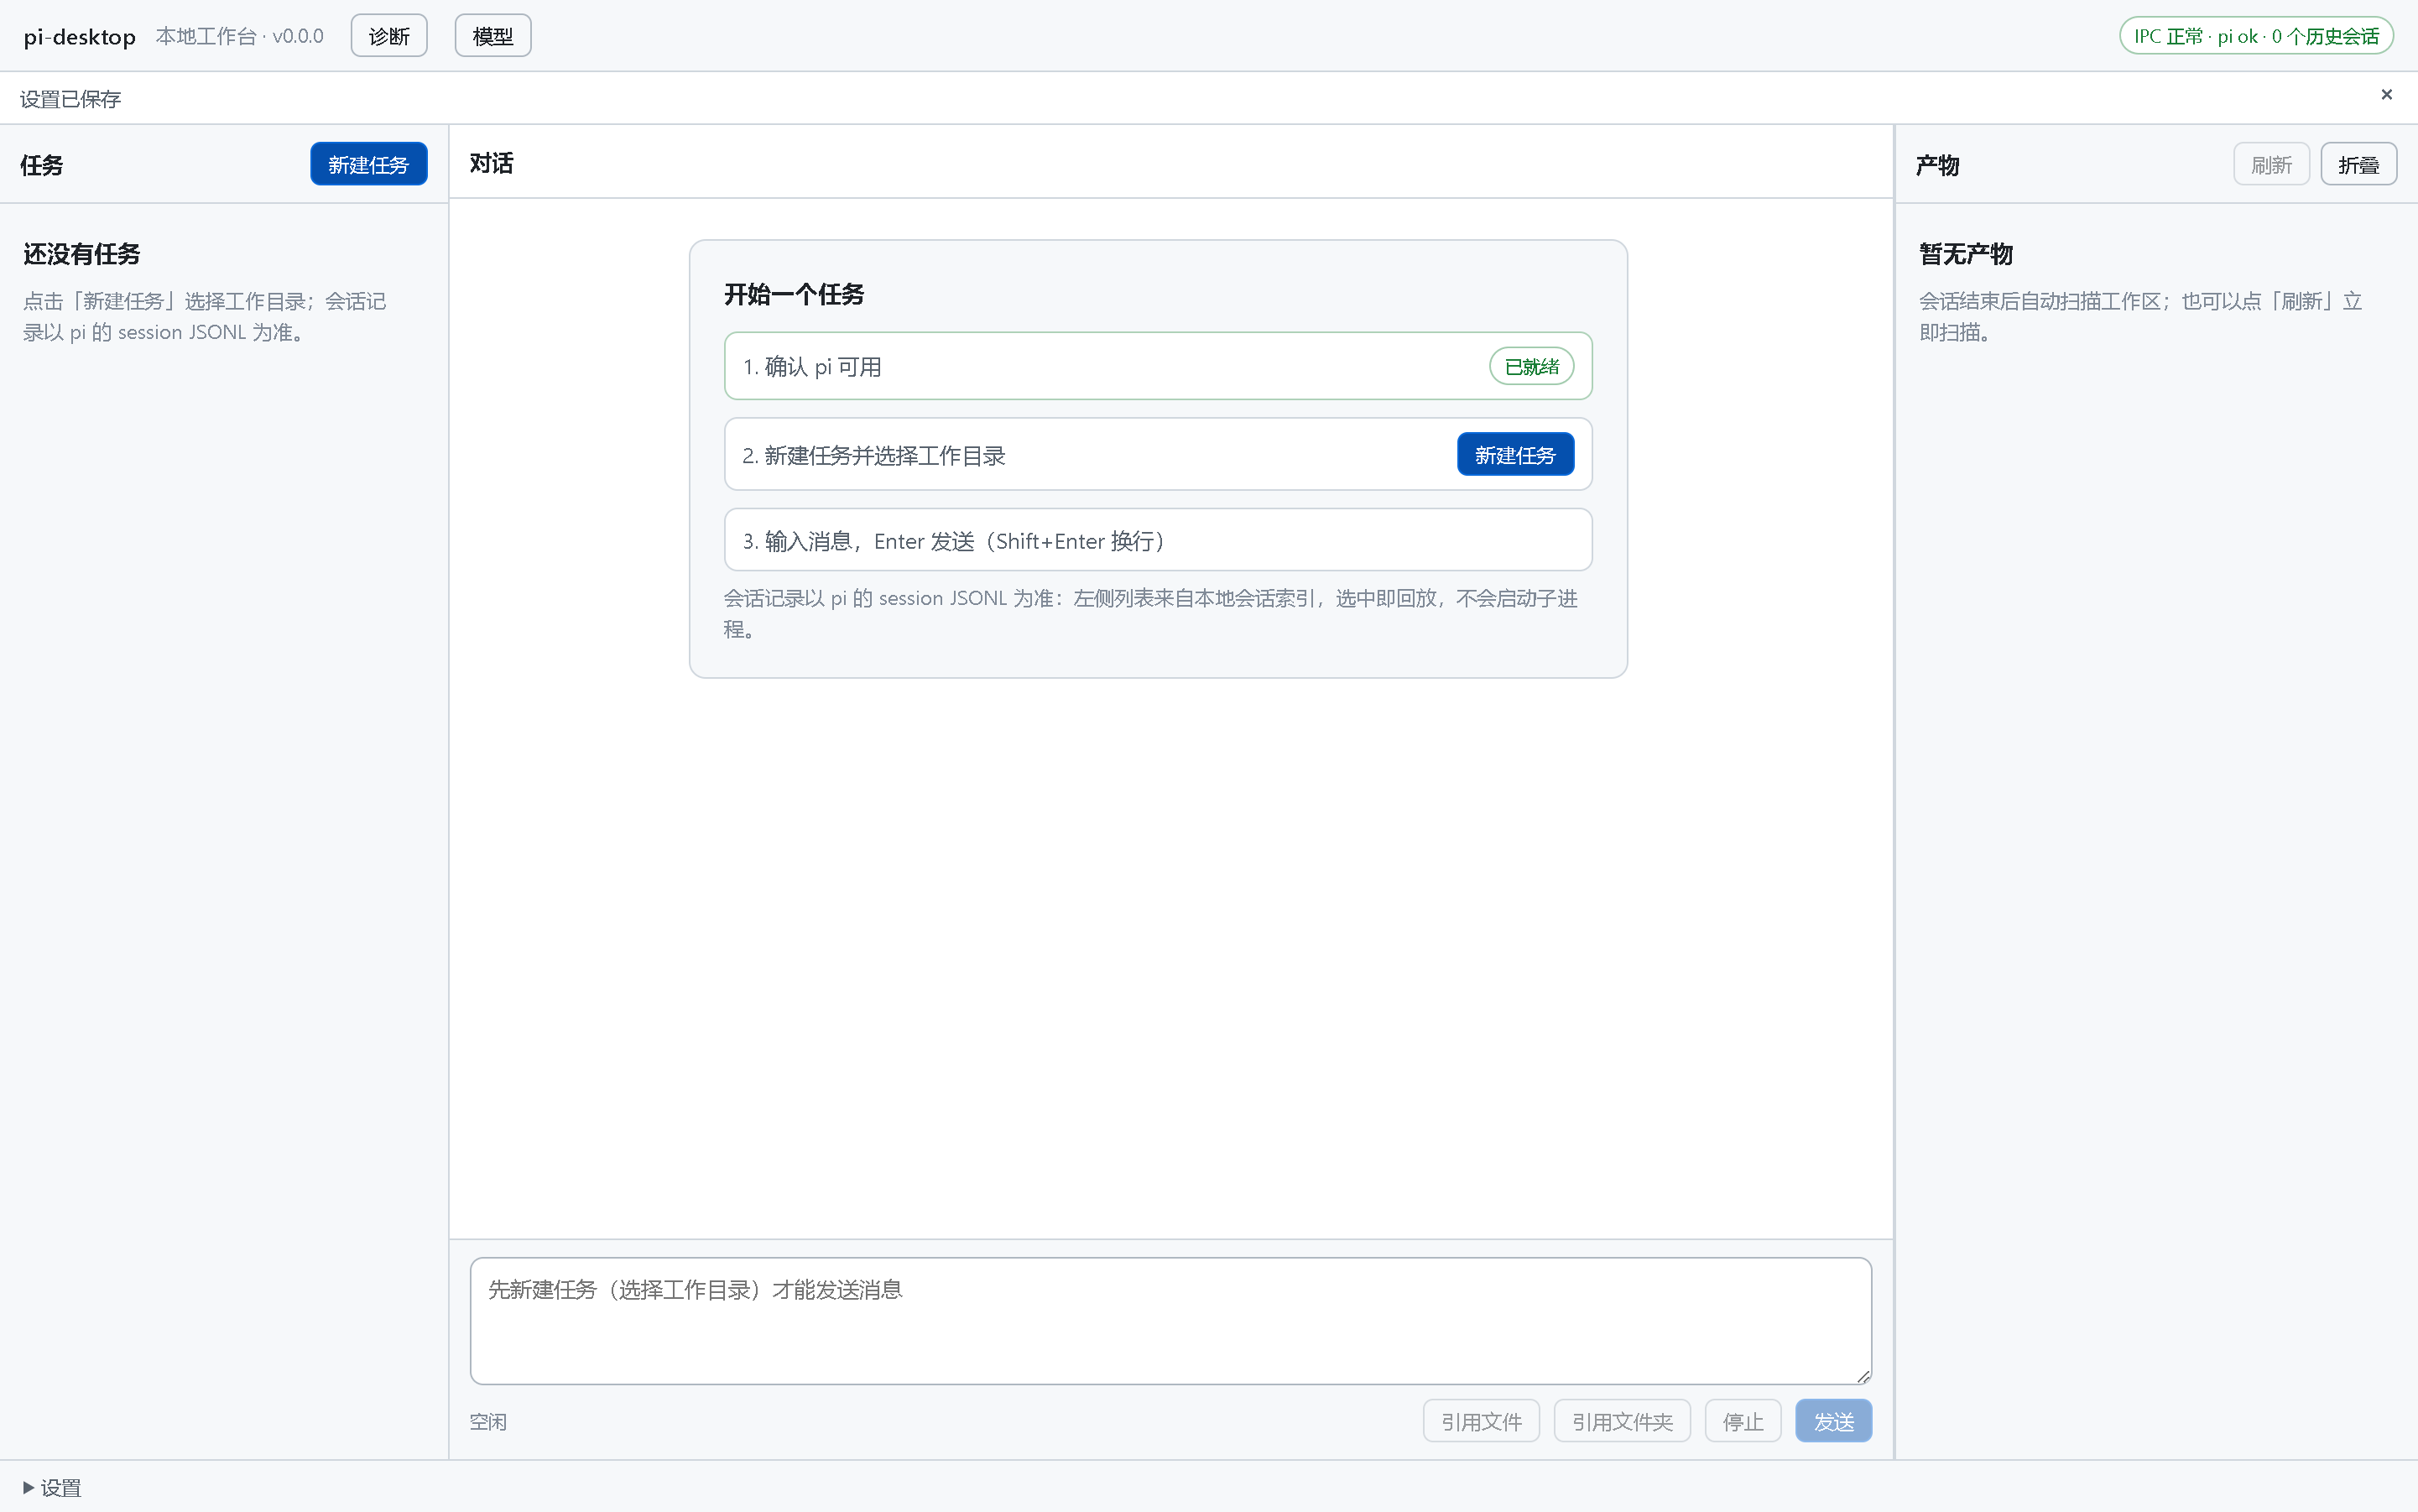 pi-desktop 本地工作台 · v0.0.0 诊断 模型 IPC 正常 · pi ok · 0 个历史会话
设置已保存 ×
任务 新建任务
还没有任务
点击「新建任务」选择工作目录；会话记
录以 pi 的 session JSONL 为准。
对话
开始一个任务
1. 确认 pi 可用 已就绪
2. 新建任务并选择工作目录 新建任务
3. 输入消息，Enter 发送（Shift+Enter 换行）
会话记录以 pi 的 session JSONL 为准：左侧列表来自本地会话索引，选中即回放，不会启动子进
程。
先新建任务（选择工作目录）才能发送消息
空闲 引用文件 引用文件夹 停止 发送
产物 刷新 折叠
暂无产物
会话结束后自动扫描工作区；也可以点「刷新」立
即扫描。
▶ 设置